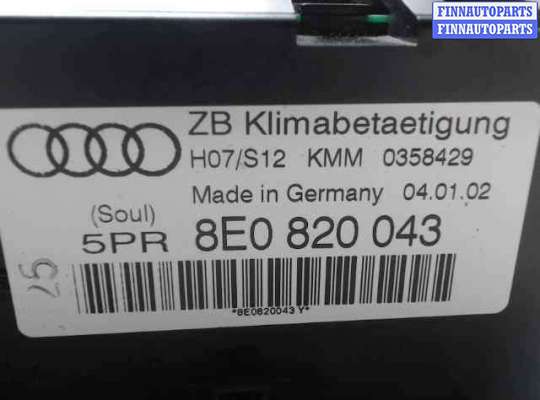 FINNAUTOPARTS
FINNAUTOPARTS
ZB Klimabetaetigung
H07/S12 KMM 0358429
Made in Germany 04.01.02
(Soul)
5PR 8E0 820 043
57
*8E0820043 Y*